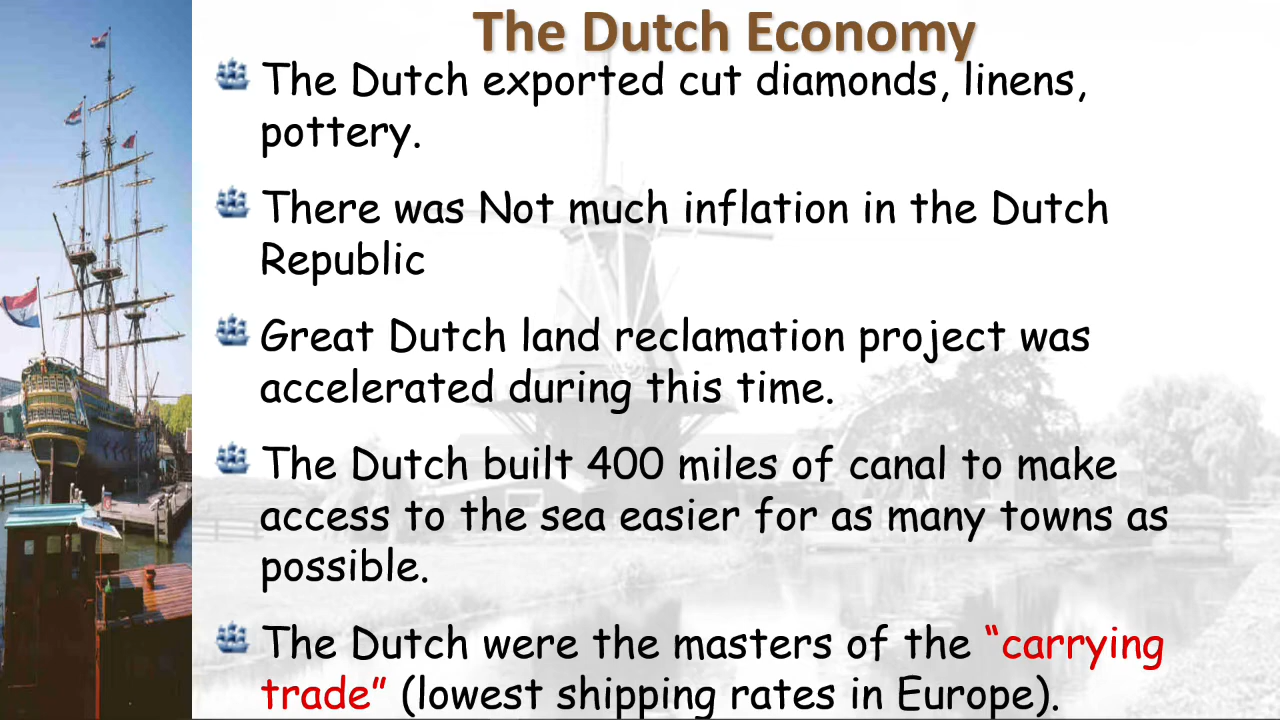 The Dutch Economy
The Dutch exported cut diamonds, linens,
pottery.
There was Not much inflation in the Dutch
Republic
Great Dutch land reclamation project was
accelerated during this time.
The Dutch built 400 miles of canal to make
access to the sea easier for as many towns as
possible.
The Dutch were the masters of the “carrying
trade” (lowest shipping rates in Europe).